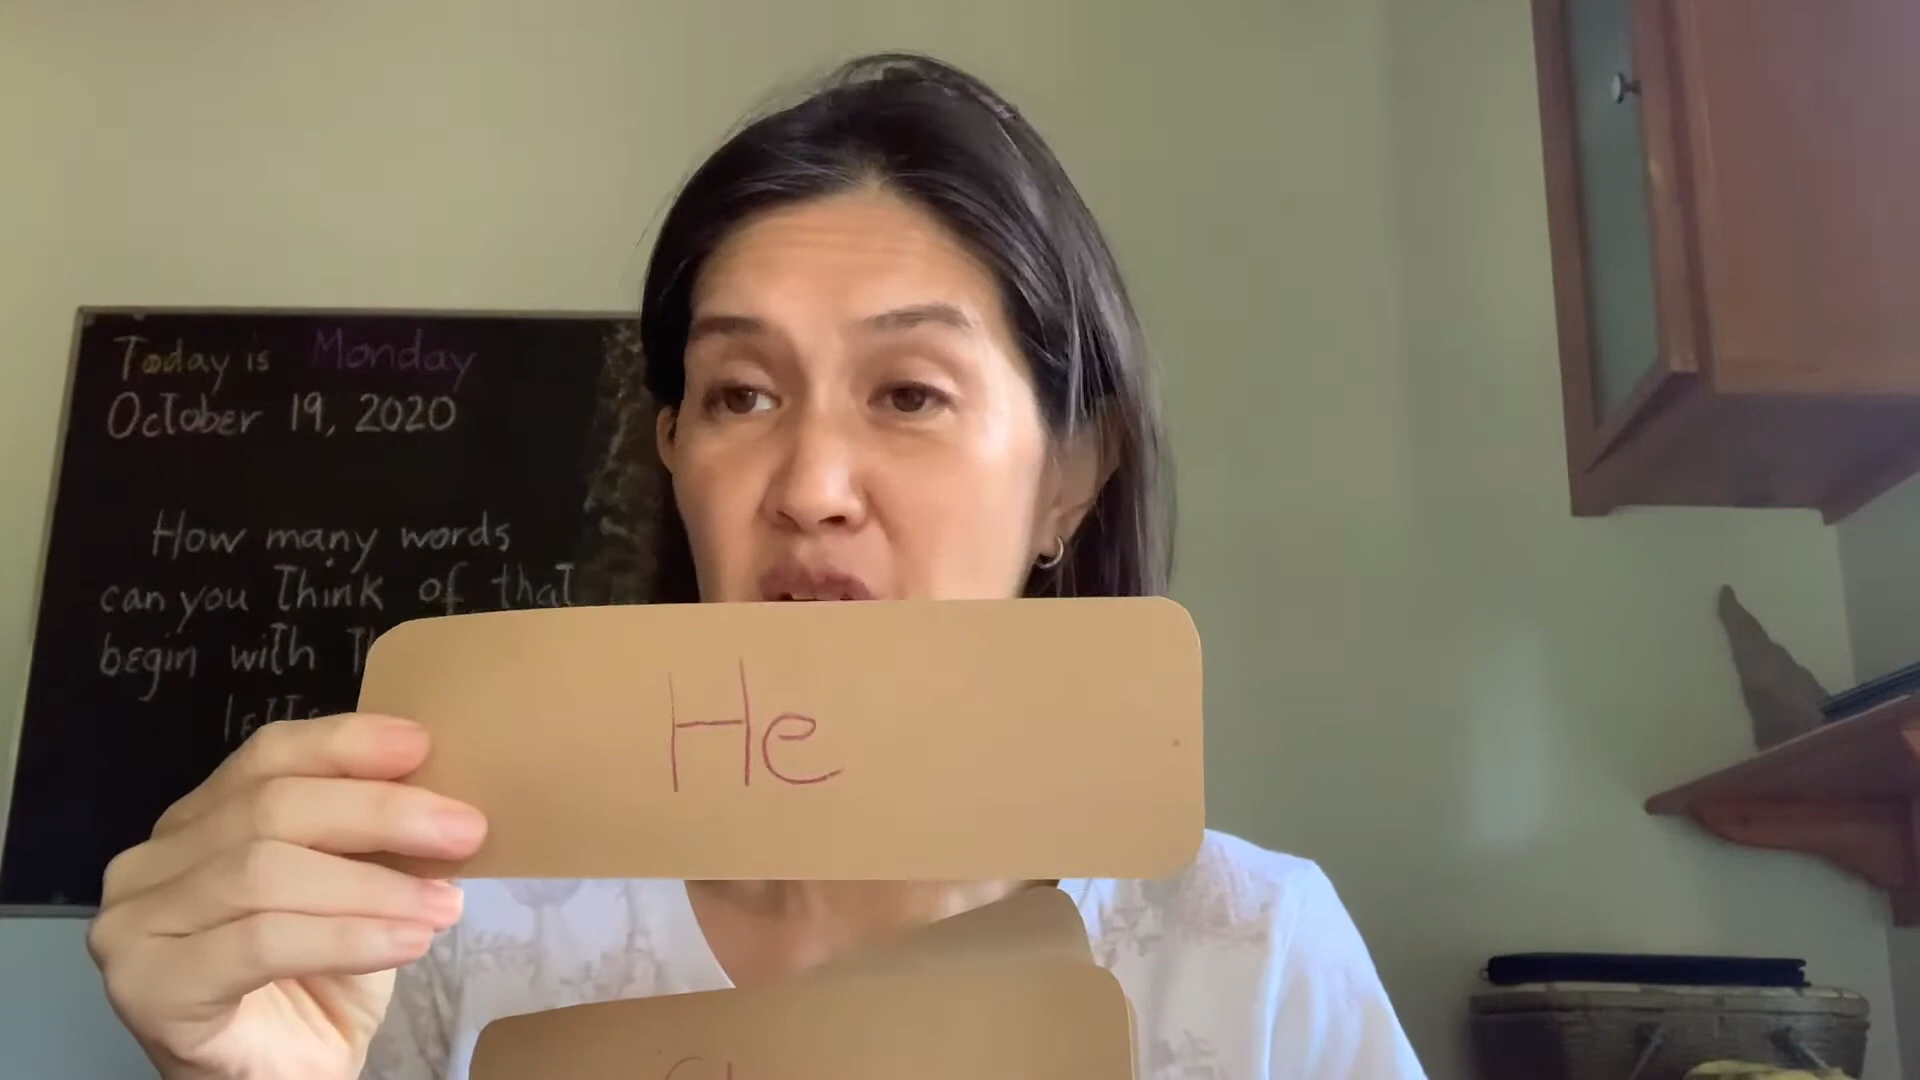 Today is Monday
October 19, 2020
How many words
can you think of that
begin with
He